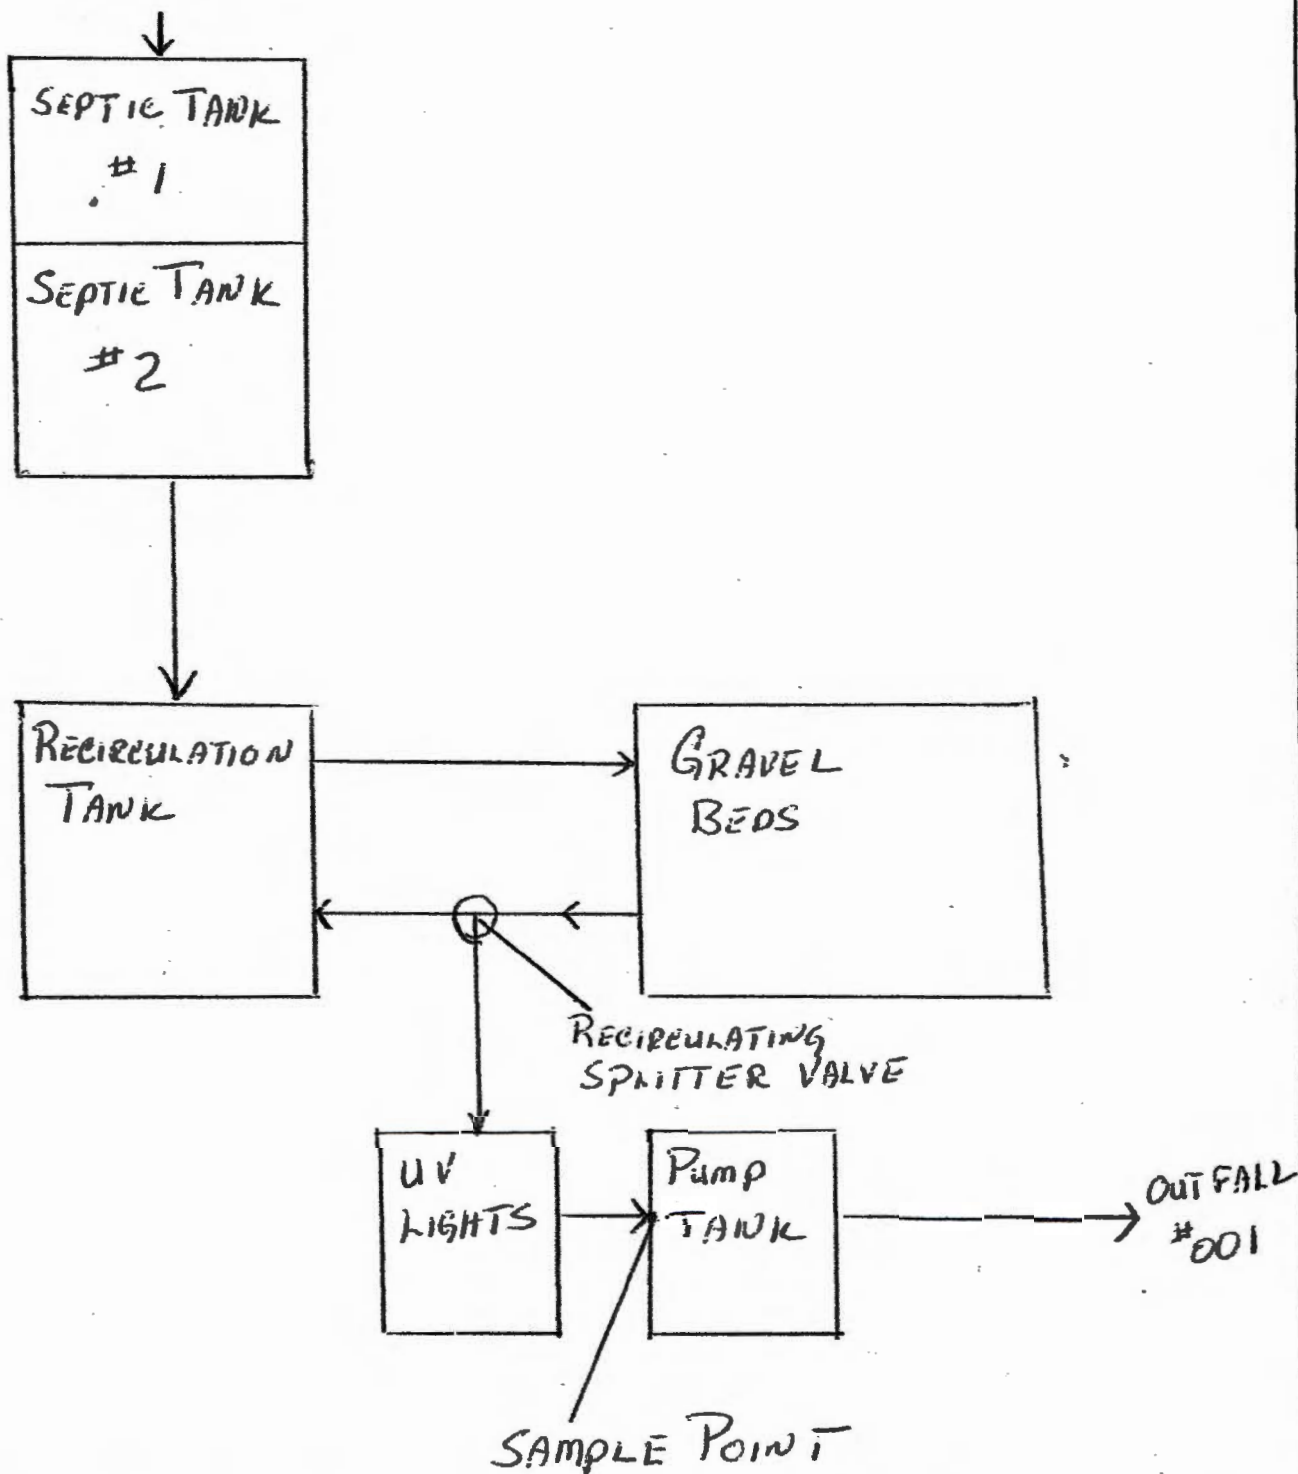 SEPTIC TANK
#1
SEPTIC TANK
#2
RECIRCULATION
TANK
GRAVEL
BEDS
RECIRCULATING
SPLITTER VALVE
UV
LIGHTS
PUMP
TANK
OUTFALL
#001
SAMPLE POINT